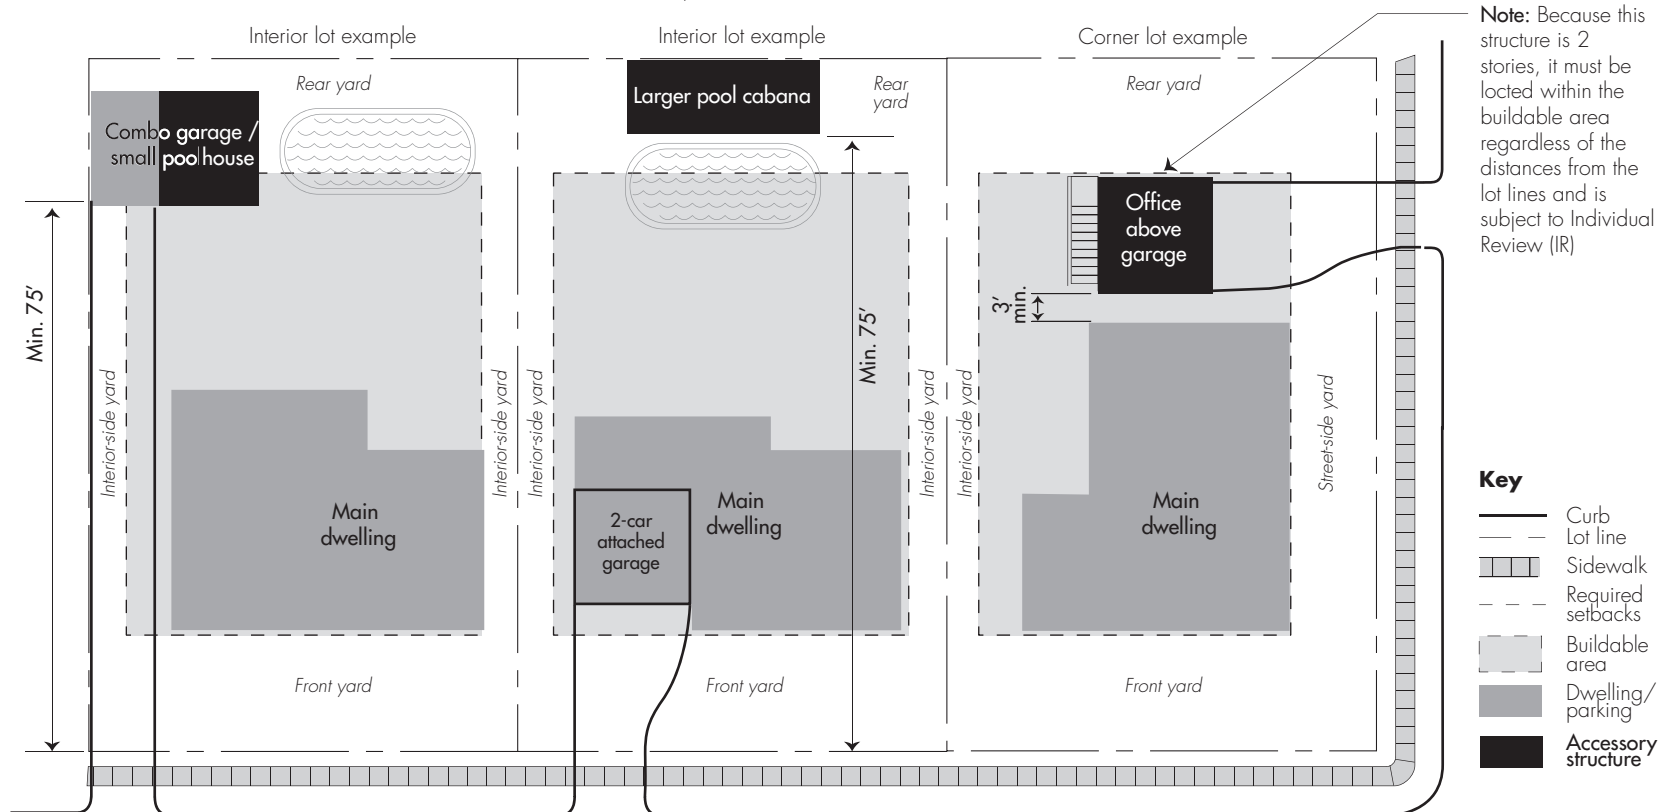 Interior lot example
Rear yard
Combo garage /
small pool house
Min. 75'
Interior-side yard
Main
dwelling
Interior-side yard
Front yard
Interior lot example
Larger pool cabana
Rear
yard
Min. 75'
Interior-side yard
2-car
attached
garage
Main
dwelling
Interior-side yard
Front yard
Corner lot example
Rear yard
Office
above
garage
3'
min.
Interior-side yard
Main
dwelling
Street-side yard
Front yard
Note: Because this
structure is 2
stories, it must be
locted within the
buildable area
regardless of the
distances from the
lot lines and is
subject to Individual
Review (IR)
Key
Curb
Lot line
Sidewalk
Required
setbacks
Buildable
area
Dwelling/
parking
Accessory
structure